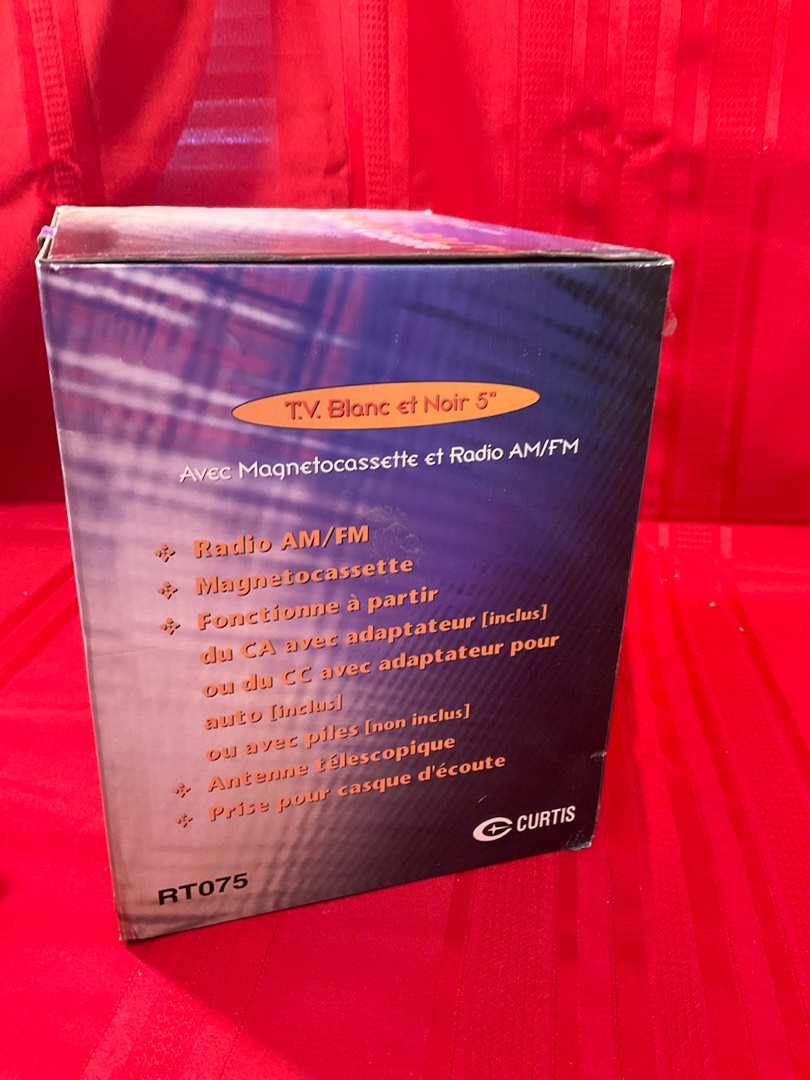 T.V. Blanc et Noir 5"
Avec Magnetocassette et Radio AM/FM
Radio AM/FM
Magnetocassette
Fonctionne à partir
du CA avec adaptateur [inclus]
ou du CC avec adaptateur pour
auto [inclus]
ou avec piles [non inclus]
Antenne télescopique
Prise pour casque d'écoute
CURTIS
RT075